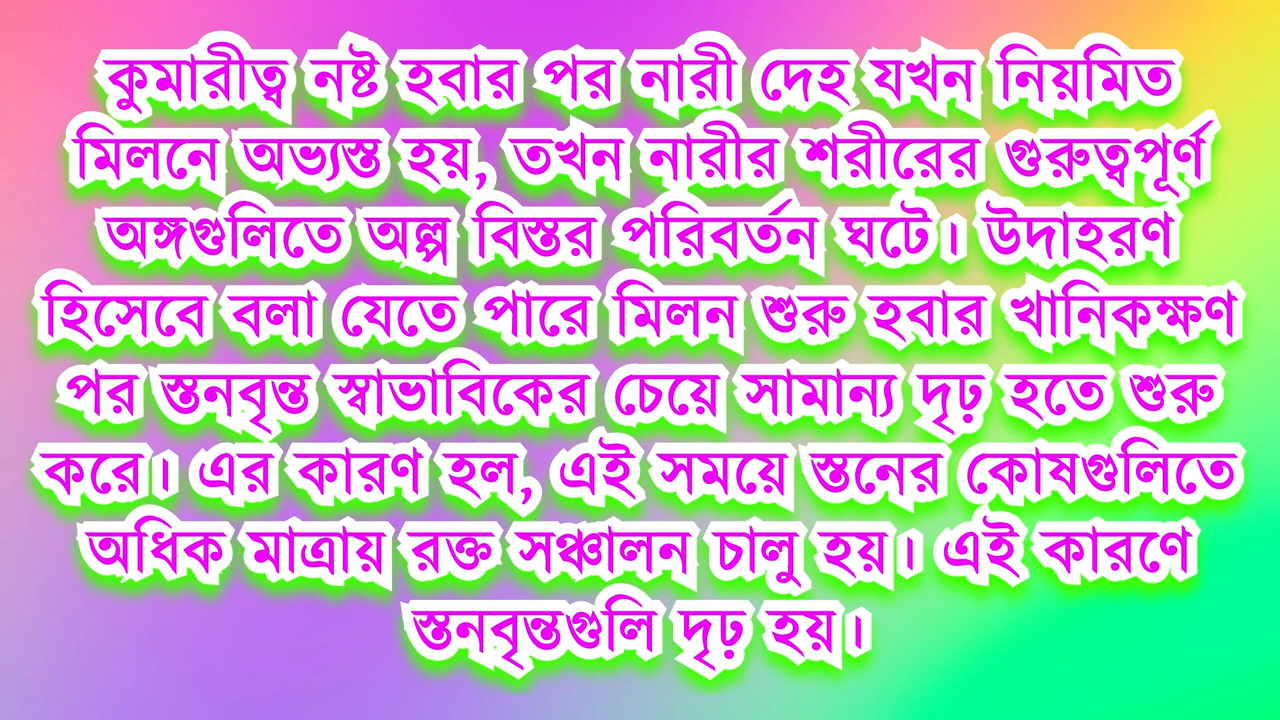 কুমারীত্ব নষ্ট হবার পর নারী দেহ যখন নিয়মিত
মিলনে অভ্যস্ত হয়, তখন নারীর শরীরের গুরুত্বপূর্ণ
অঙ্গগুলিতে অল্প বিস্তর পরিবর্তন ঘটে। উদাহরণ
হিসেবে বলা যেতে পারে মিলন শুরু হবার খানিকক্ষণ
পর স্তনবৃন্ত স্বাভাবিকের চেয়ে সামান্য দৃঢ় হতে শুরু
করে। এর কারণ হল, এই সময়ে স্তনের কোষগুলিতে
অধিক মাত্রায় রক্ত সঞ্চালন চালু হয়। এই কারণে
স্তনবৃন্তগুলি দৃঢ় হয়।